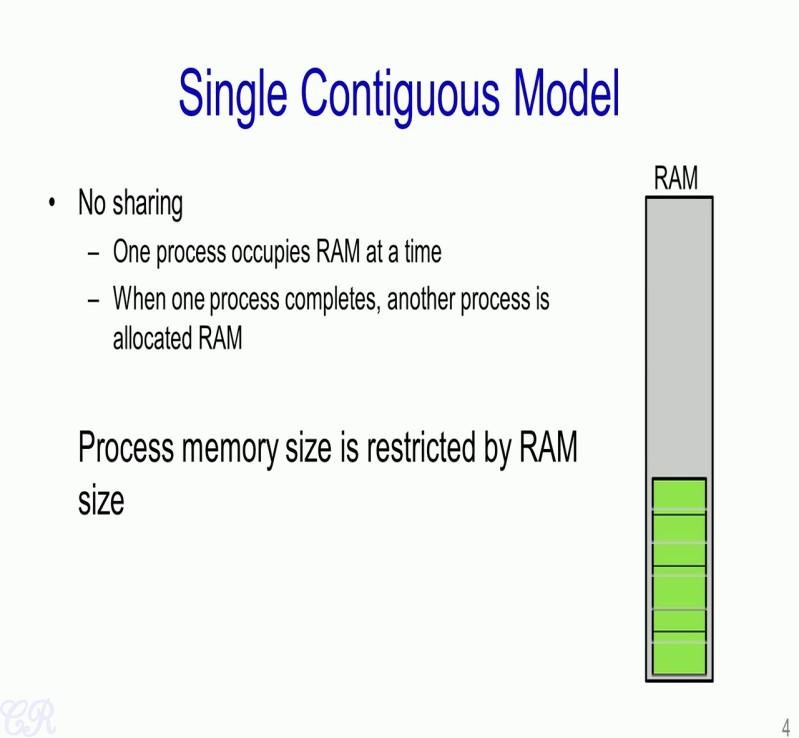 Single Contiguous Model
RAM
• No sharing
– One process occupies RAM at a time
– When one process completes, another process is
allocated RAM
Process memory size is restricted by RAM
size
CR
4